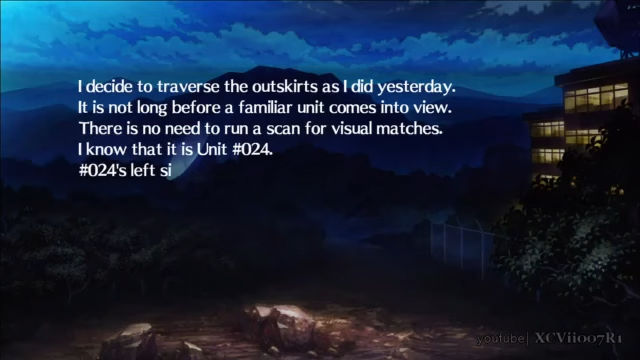 I decide to traverse the outskirts as I did yesterday.
It is not long before a familiar unit comes into view.
There is no need to run a scan for visual matches.
I know that it is Unit #024.
#024's left si
youtube| XCVii007R1